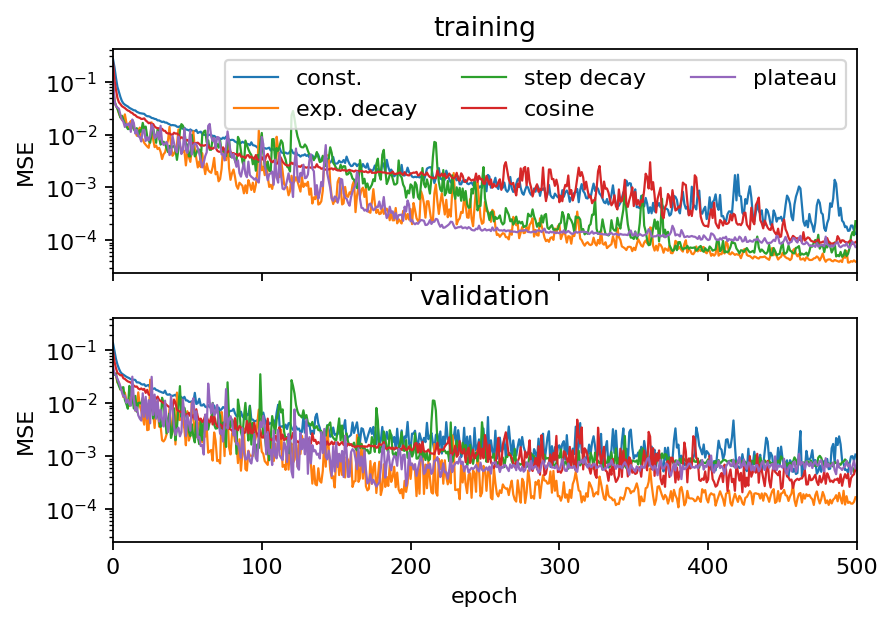 training
const. step decay plateau
exp. decay cosine
MSE
10⁻¹
10⁻²
10⁻³
10⁻⁴
validation
MSE
10⁻¹
10⁻²
10⁻³
10⁻⁴
0 100 200 300 400 500
epoch